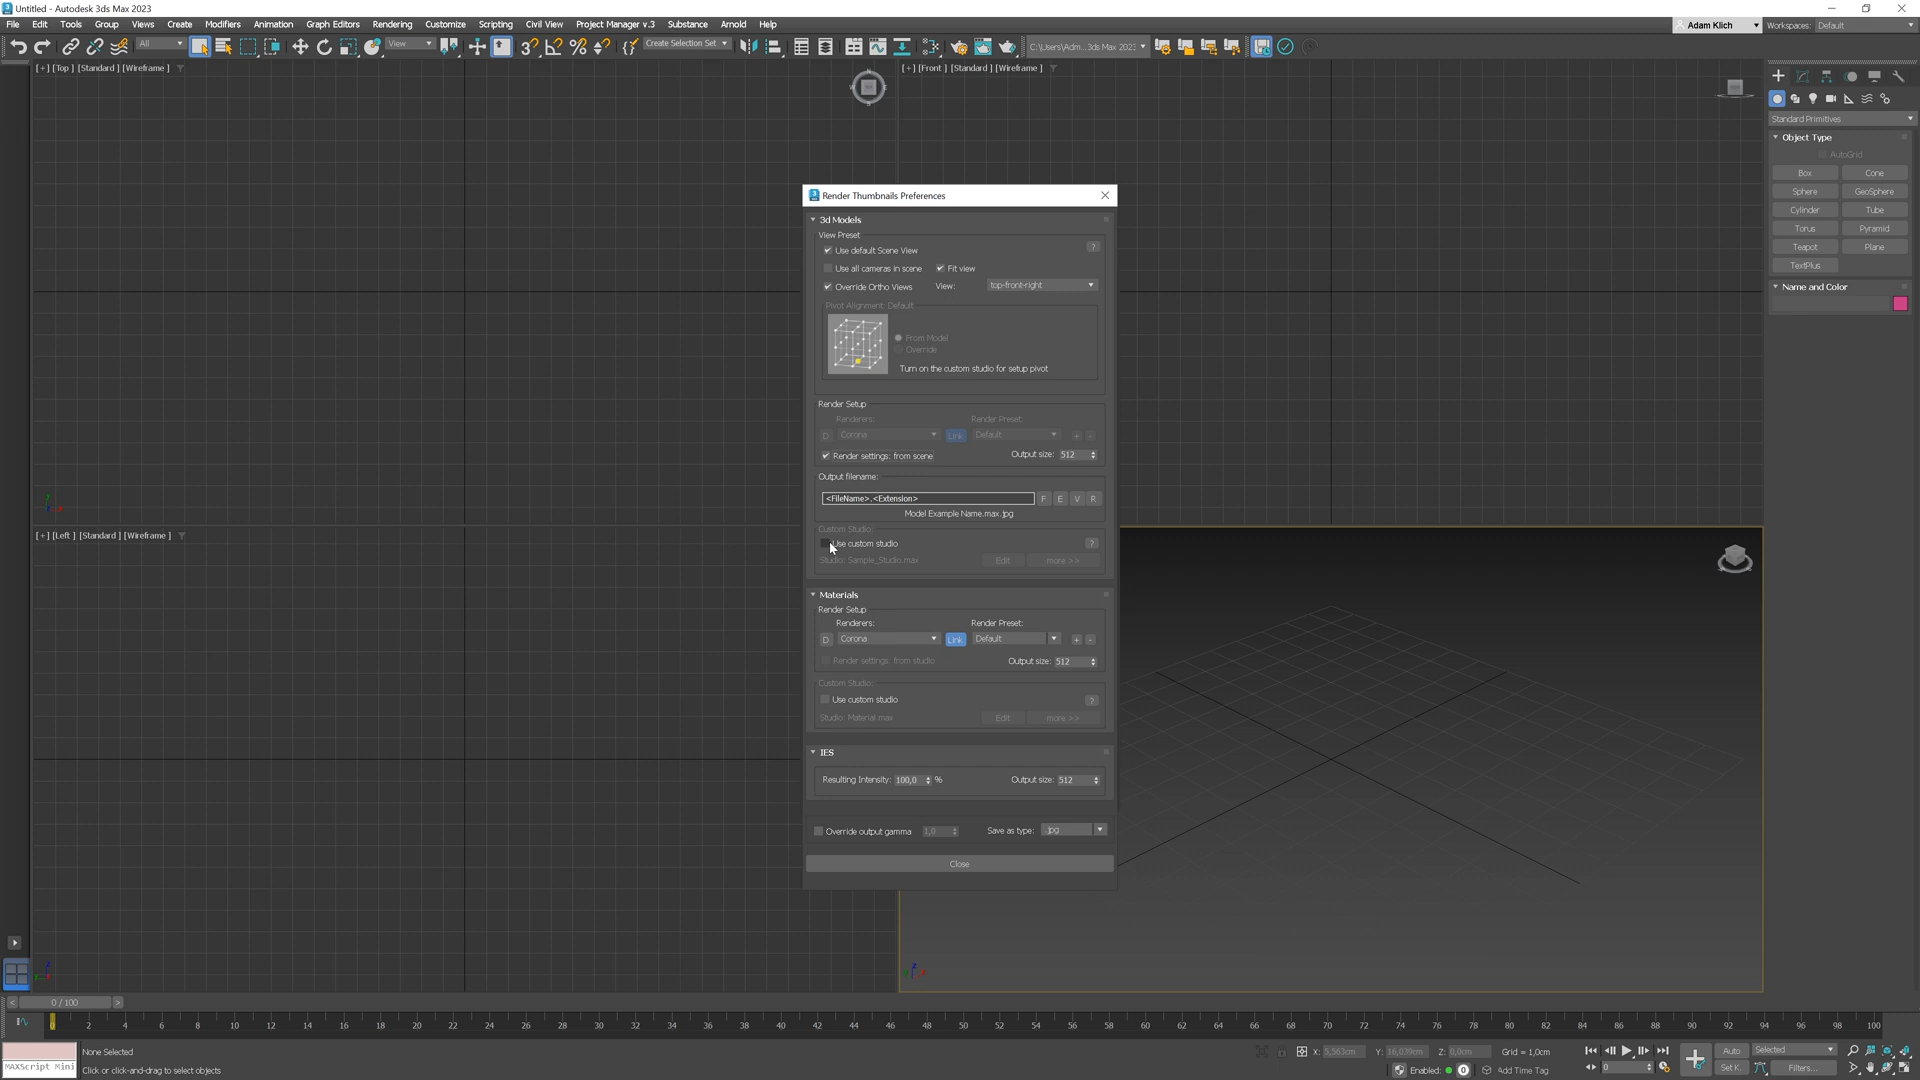 Untitled - Autodesk 3ds Max 2023
File Edit Tools Group Views Create Modifiers Animation Graph Editors Rendering Customize Scripting Civil View Project Manager v.3 Substance Arnold Help
Adam Klich Workspaces: Default
All View Create Selection Set C:\Users\Adm...3ds Max 2023
[+] [Top] [Standard] [Wireframe]
[+] [Front] [Standard] [Wireframe]
Standard Primitives
Object Type
AutoGrid
Box Cone
Sphere GeoSphere
Cylinder Tube
Torus Pyramid
Teapot Plane
TextPlus
Name and Color
Render Thumbnails Preferences
3d Models
View Preset
Use default Scene View ?
Use all cameras in scene Fit view
Override Ortho Views View: top-front-right
Pivot Alignment: Default
From Model
Override
Turn on the custom studio for setup pivot
Render Setup
Renderers: Render Preset:
D Corona Link Default + -
Render settings: from scene Output size: 512
Output filename:
<FileName>.<Extension> F E V R
Model Example Name.max.jpg
Custom Studio:
Use custom studio ?
Studio: Sample_Studio.max Edit more >>
Materials
Render Setup
Renderers: Render Preset:
D Corona Link Default + -
Render settings: from studio Output size: 512
Custom Studio:
Use custom studio ?
Studio: Material.max Edit more >>
IES
Resulting Intensity: 100,0 % Output size: 512
Override output gamma 1,0 Save as type: .jpg
Close
[+] [Left] [Standard] [Wireframe]
< 0 / 100 >
0 2 4 6 8 10 12 14 16 18 20 22 24 26 28 30 32 34 36 38 40 42 44 46 48 50 52 54 56 58 60 62 64 66 68 70 72 74 76 78 80 82 84 86 88 90 92 94 96 98 100
None Selected X: 5,563cm Y: 16,039cm Z: 0,0cm Grid = 1,0cm Auto Selected
MAXScript Mini Click or click-and-drag to select objects Enabled: 0 Add Time Tag 0 Set K. Filters...